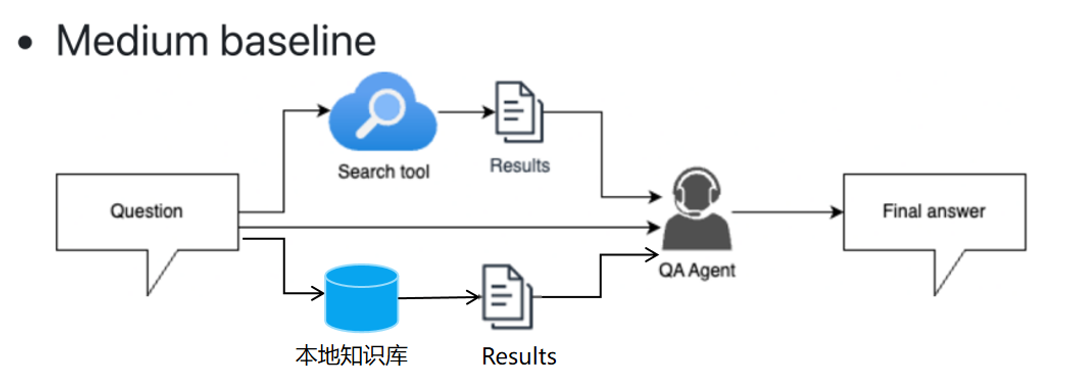 • Medium baseline
Search tool
Results
Question
QA Agent
Final answer
本地知识库
Results